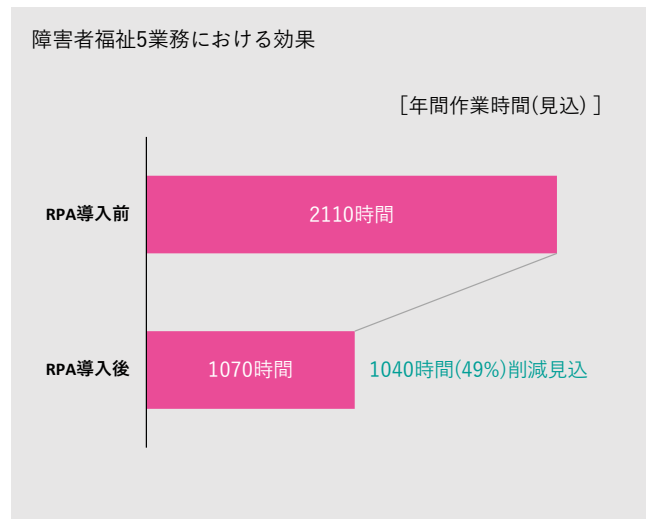 障害者福祉5業務における効果
［年間作業時間(見込) ］
RPA導入前
2110時間
RPA導入後
1070時間
1040時間(49%)削減見込